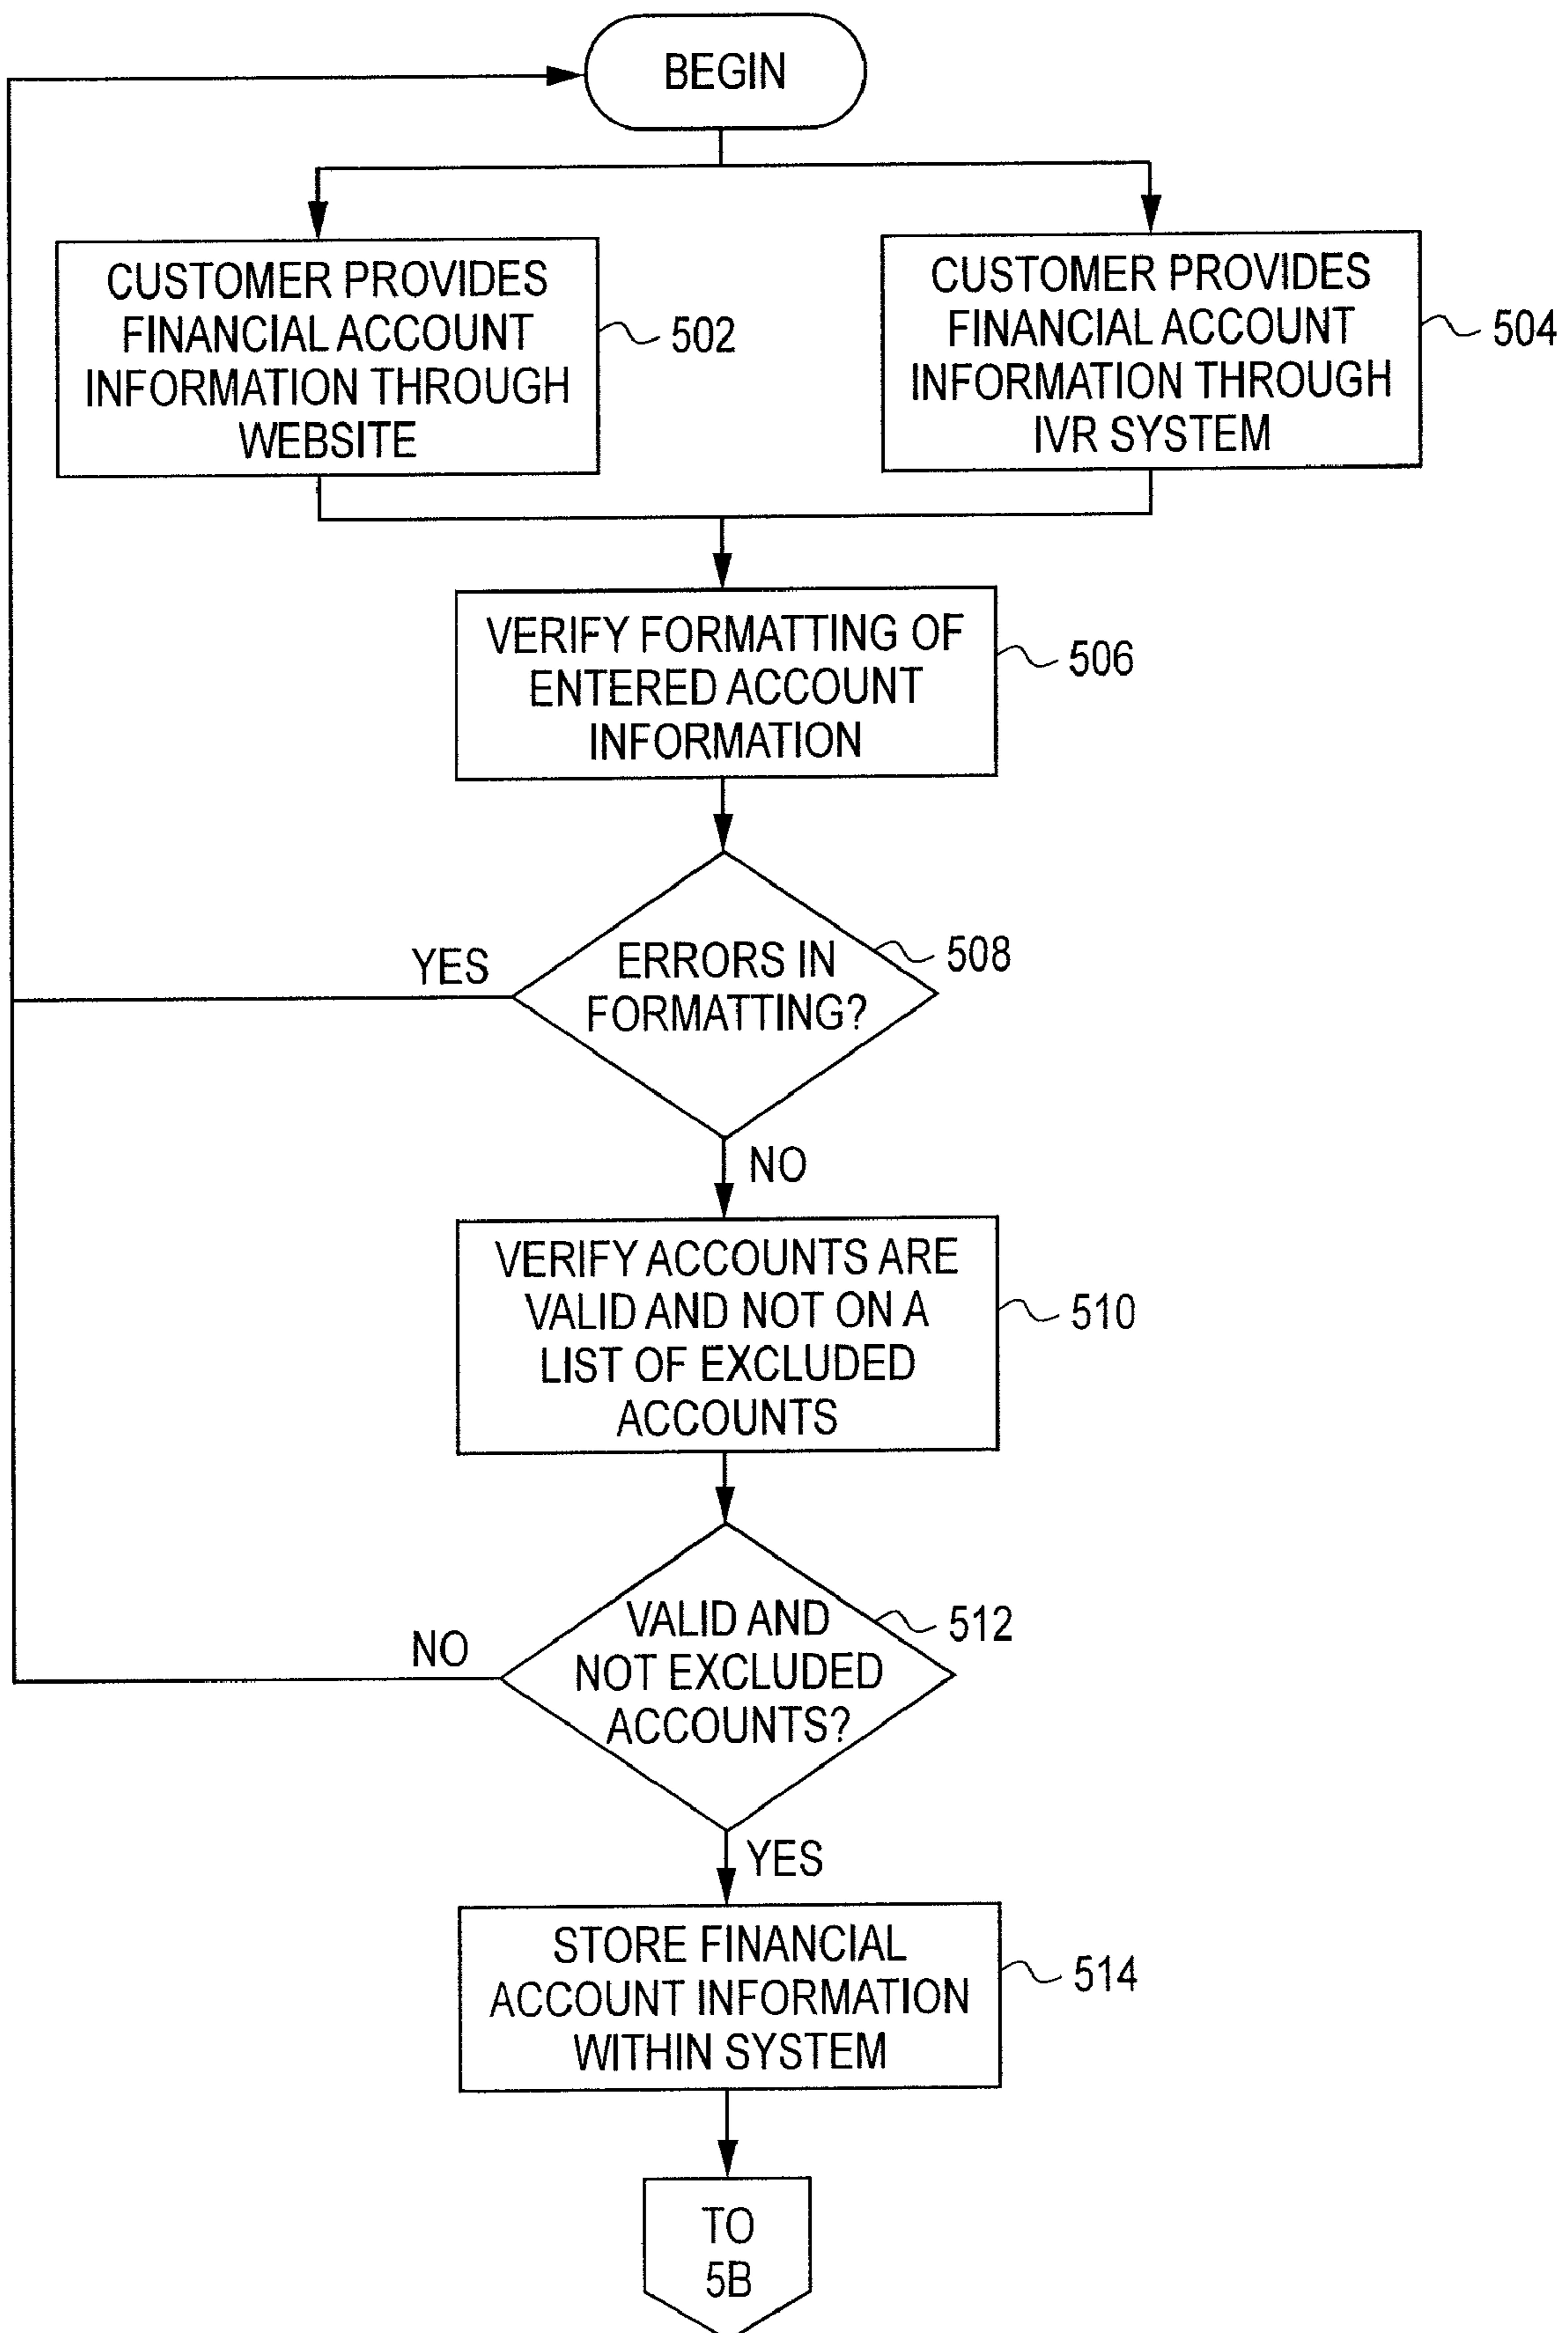 BEGIN
CUSTOMER PROVIDES
FINANCIAL ACCOUNT
INFORMATION THROUGH
WEBSITE
502
CUSTOMER PROVIDES
FINANCIAL ACCOUNT
INFORMATION THROUGH
IVR SYSTEM
504
VERIFY FORMATTING OF
ENTERED ACCOUNT
INFORMATION
506
ERRORS IN
FORMATTING?
508
YES
NO
VERIFY ACCOUNTS ARE
VALID AND NOT ON A
LIST OF EXCLUDED
ACCOUNTS
510
VALID AND
NOT EXCLUDED
ACCOUNTS?
512
NO
YES
STORE FINANCIAL
ACCOUNT INFORMATION
WITHIN SYSTEM
514
TO
5B